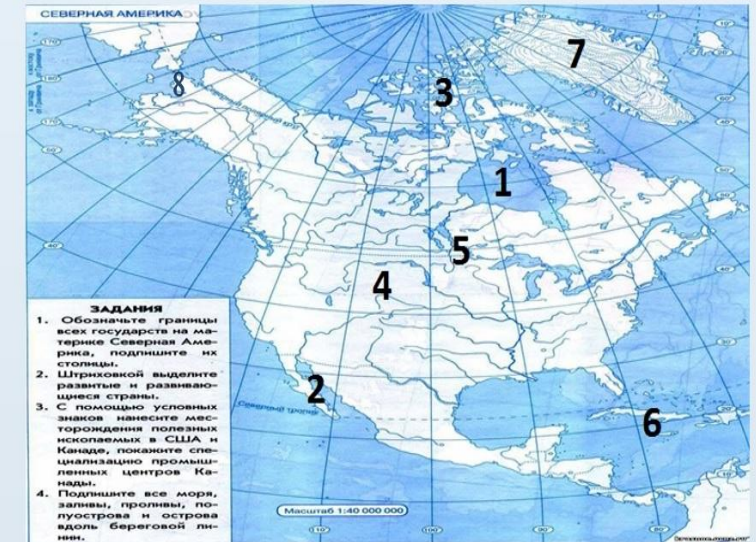 СЕВЕРНАЯ АМЕРИКА
7
8
3
1
5
4
2
6
Северный тропик
ЗАДАНИЯ
1. Обозначьте границы
всех государств на ма-
терике Северная Аме-
рика, подпишите их
столицы.
2. Штриховкой выделите
развитые и развиваю-
щиеся страны.
3. С помощью условных
знаков нанесите мес-
торождения полезных
ископаемых в США и
Канаде, покажите спе-
циализацию промыш-
ленных центров Ка-
нады.
4. Подпишите все моря,
заливы, проливы, по-
луострова и острова
вдоль береговой ли-
нии.
Масштаб 1:40 000 000